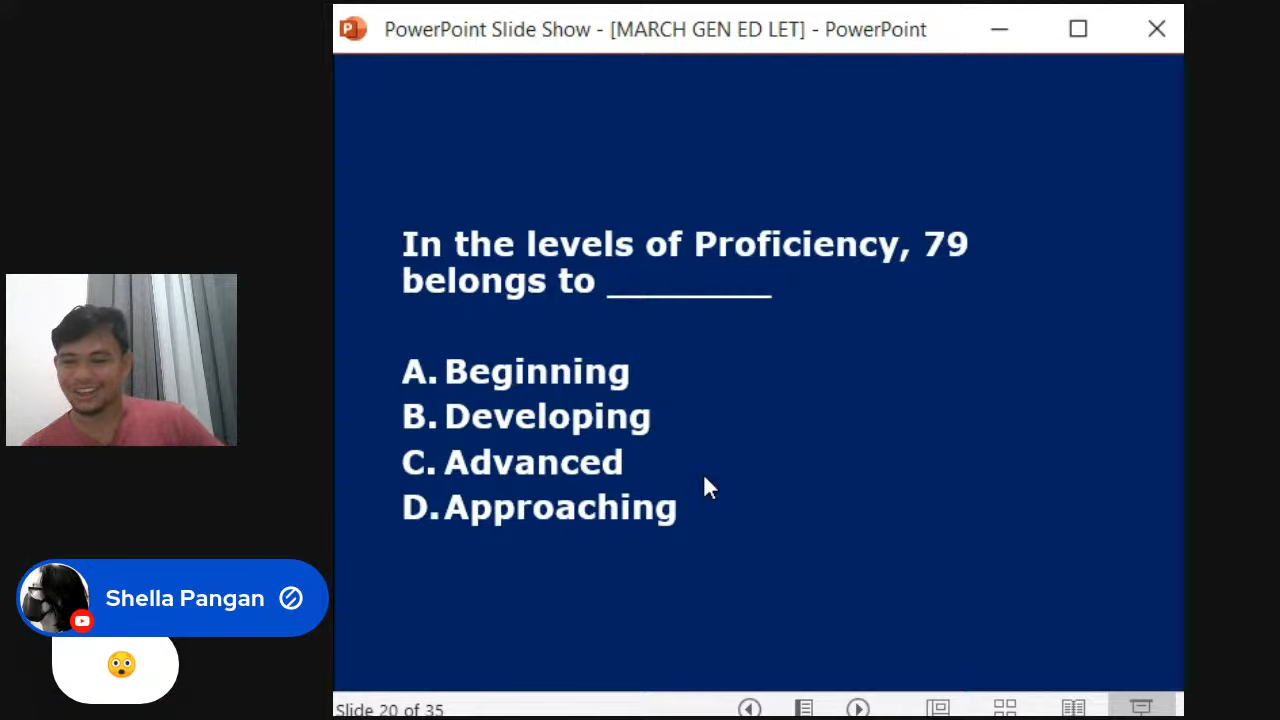 PowerPoint Slide Show - [MARCH GEN ED LET] - PowerPoint
In the levels of Proficiency, 79
belongs to _________
A. Beginning
B. Developing
C. Advanced
D. Approaching
Shella Pangan
😯
Slide 20 of 35